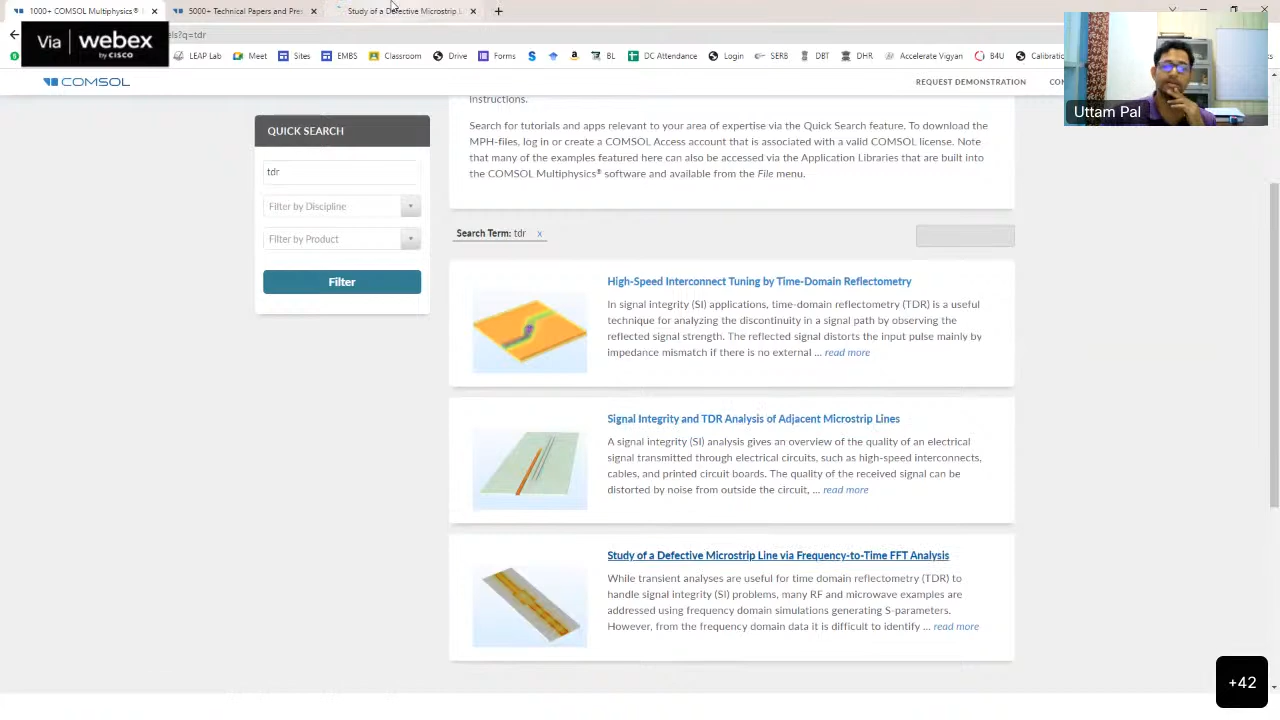 1000+ COMSOL Multiphysics®
5000+ Technical Papers and Pres
Study of a Defective Microstrip L
Via | webex
by CISCO
els?q=tdr
LEAP Lab
Meet
Sites
EMBS
Classroom
Driver
Forms
BL
DC Attendance
Login
SERB
DBT
DHR
Accelerate Vigyan
B4U
Calibratio
COMSOL
REQUEST DEMONSTRATION
CON
Uttam Pal
instructions.
QUICK SEARCH
tdr
Filter by Discipline
Filter by Product
Filter
Search for tutorials and apps relevant to your area of expertise via the Quick Search feature. To download the
MPH-files, log in or create a COMSOL Access account that is associated with a valid COMSOL license. Note
that many of the examples featured here can also be accessed via the Application Libraries that are built into
the COMSOL Multiphysics® software and available from the File menu.
Search Term: tdr x
High-Speed Interconnect Tuning by Time-Domain Reflectometry
In signal integrity (SI) applications, time-domain reflectometry (TDR) is a useful
technique for analyzing the discontinuity in a signal path by observing the
reflected signal strength. The reflected signal distorts the input pulse mainly by
impedance mismatch if there is no external ... read more
Signal Integrity and TDR Analysis of Adjacent Microstrip Lines
A signal integrity (SI) analysis gives an overview of the quality of an electrical
signal transmitted through electrical circuits, such as high-speed interconnects,
cables, and printed circuit boards. The quality of the received signal can be
distorted by noise from outside the circuit, ... read more
Study of a Defective Microstrip Line via Frequency-to-Time FFT Analysis
While transient analyses are useful for time domain reflectometry (TDR) to
handle signal integrity (SI) problems, many RF and microwave examples are
addressed using frequency domain simulations generating S-parameters.
However, from the frequency domain data it is difficult to identify ... read more
+42